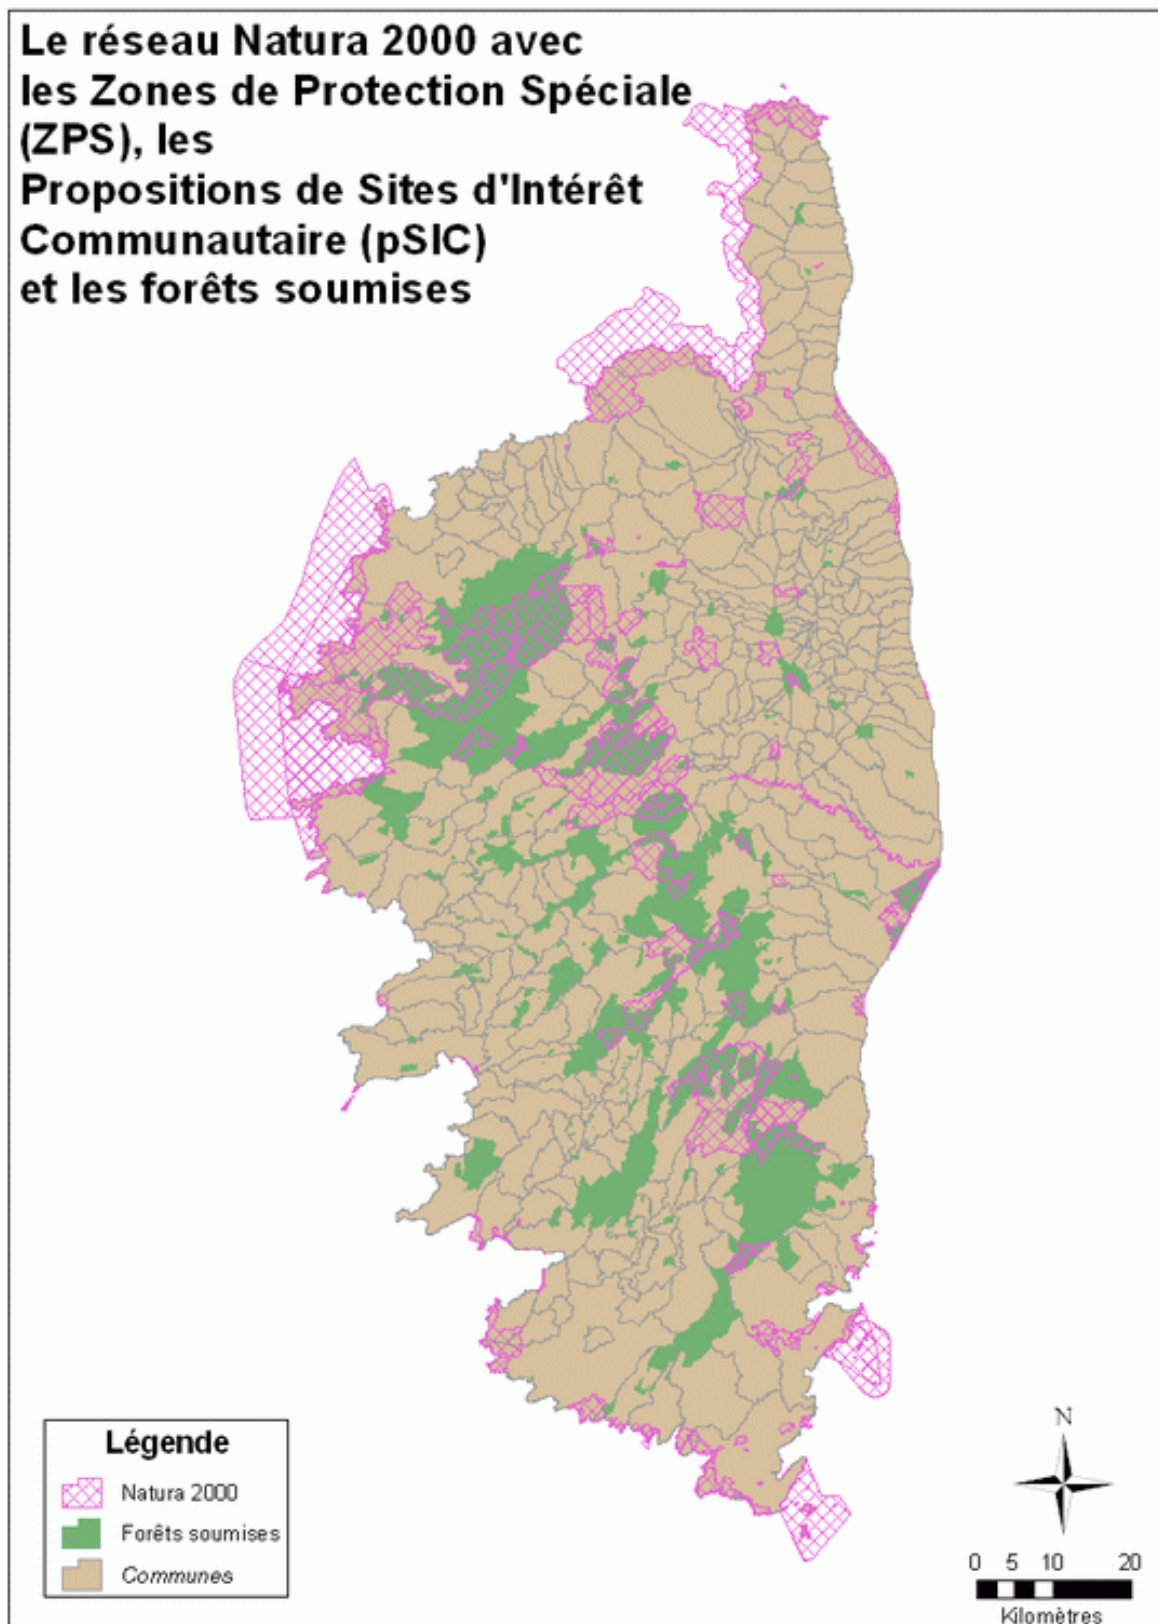 Le réseau Natura 2000 avec
les Zones de Protection Spéciale
(ZPS), les
Propositions de Sites d'Intérêt
Communautaire (pSIC)
et les forêts soumises
Légende
Natura 2000
Forêts soumises
Communes
N
0 5 10 20
Kilomètres